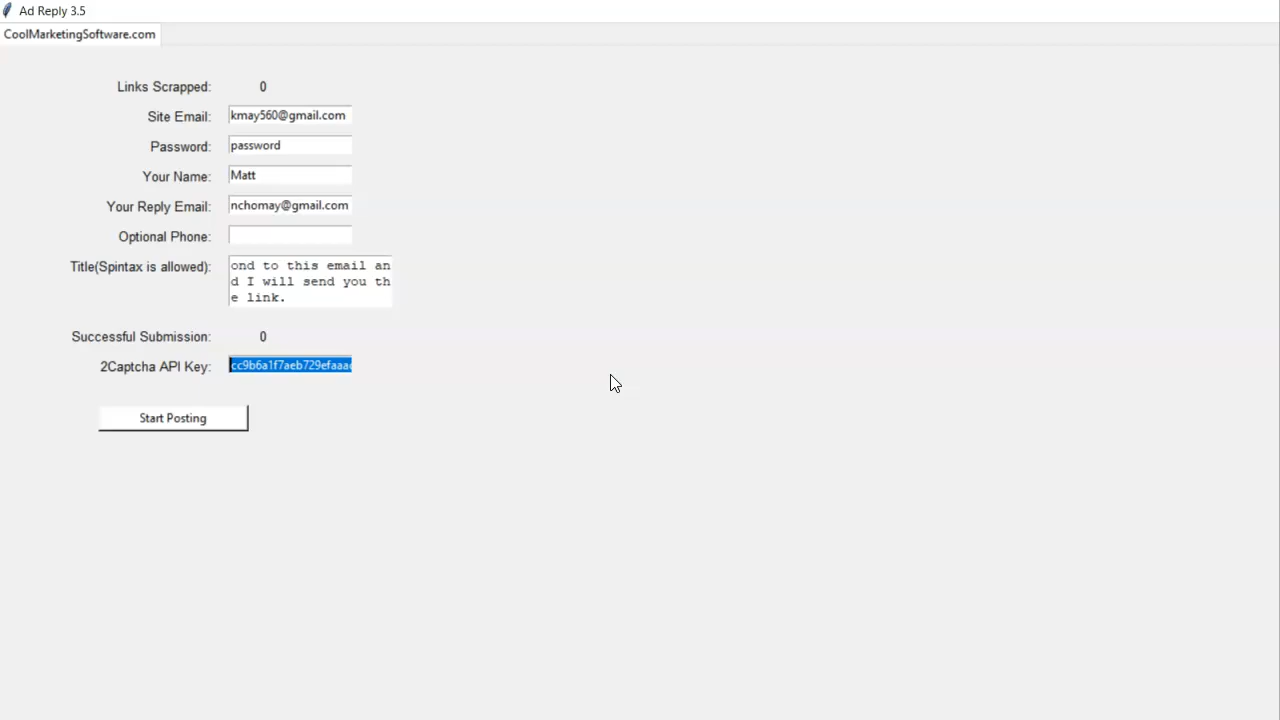 Ad Reply 3.5
CoolMarketingSoftware.com
Links Scrapped: 0
Site Email: kmay560@gmail.com
Password: password
Your Name: Matt
Your Reply Email: nchomay@gmail.com
Optional Phone:
Title(Spintax is allowed): ond to this email an
d I will send you th
e link.
Successful Submission: 0
2Captcha API Key: cc9b6a1f7aeb729efaaac
Start Posting